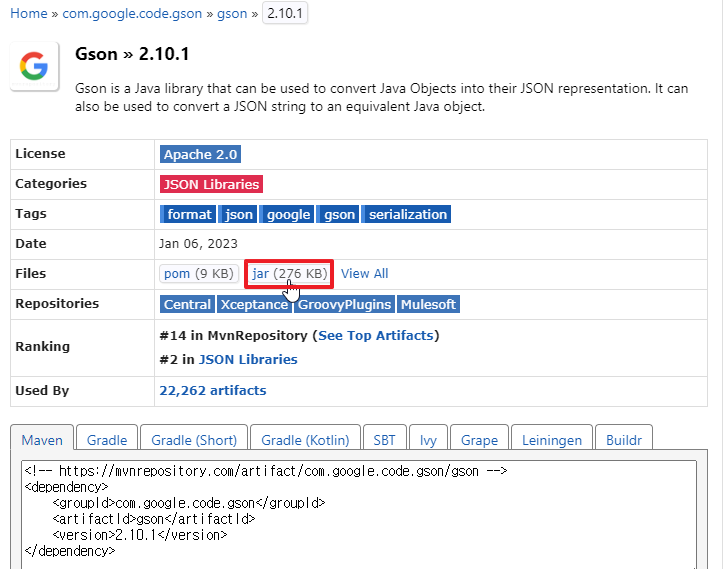 Home » com.google.code.gson » gson » 2.10.1
Gson » 2.10.1
Gson is a Java library that can be used to convert Java Objects into their JSON representation. It can
also be used to convert a JSON string to an equivalent Java object.
License Apache 2.0
Categories JSON Libraries
Tags format json google gson serialization
Date Jan 06, 2023
Files pom (9 KB) jar (276 KB) View All
Repositories Central Xceptance GroovyPlugins Mulesoft
Ranking #14 in MvnRepository (See Top Artifacts)
#2 in JSON Libraries
Used By 22,262 artifacts
Maven Gradle Gradle (Short) Gradle (Kotlin) SBT Ivy Grape Leiningen Buildr
<!-- https://mvnrepository.com/artifact/com.google.code.gson/gson -->
<dependency>
    <groupId>com.google.code.gson</groupId>
    <artifactId>gson</artifactId>
    <version>2.10.1</version>
</dependency>